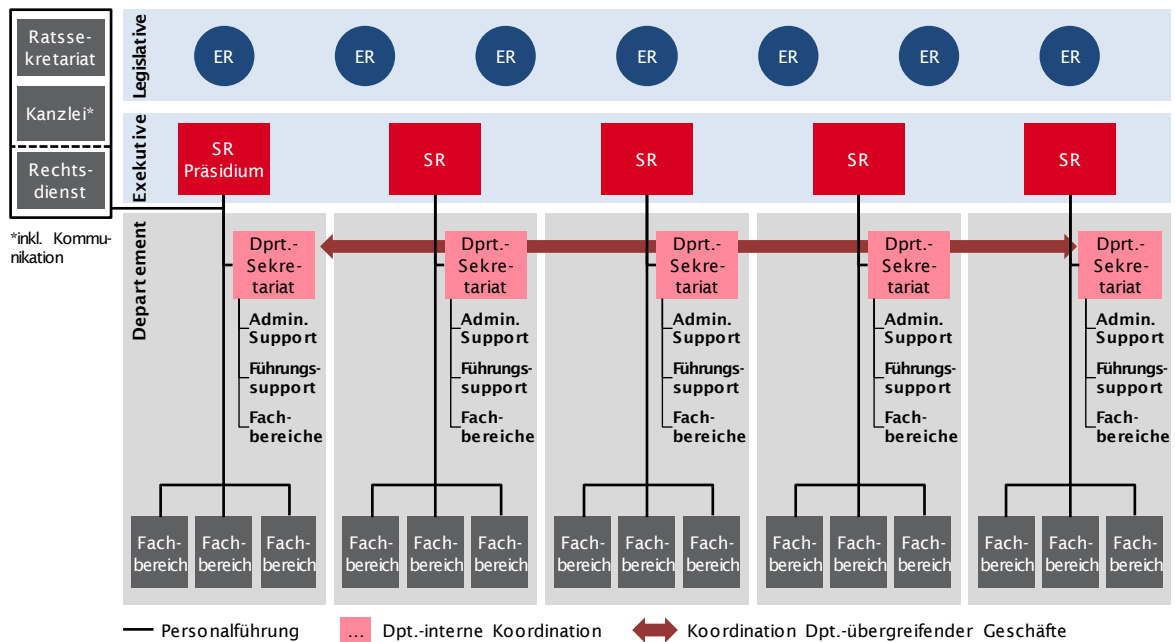 Ratsse-
kretariat
Kanzlei*
Rechts-
dienst
*inkl. Kommu-
nikation
Legislative
ER
ER
ER
ER
ER
ER
ER
Exekutive
SR
Präsidium
SR
SR
SR
SR
Departement
Dprt.-
Sekre-
tariat
Admin.
Support
Führungs-
support
Fach-
bereiche
Dprt.-
Sekre-
tariat
Admin.
Support
Führungs-
support
Fach-
bereiche
Dprt.-
Sekre-
tariat
Admin.
Support
Führungs-
support
Fach-
bereiche
Dprt.-
Sekre-
tariat
Admin.
Support
Führungs-
support
Fach-
bereiche
Dprt.-
Sekre-
tariat
Admin.
Support
Führungs-
support
Fach-
bereiche
Fach-
bereich
Fach-
bereich
Fach-
bereich
Fach-
bereich
Fach-
bereich
Fach-
bereich
Fach-
bereich
Fach-
bereich
Fach-
bereich
Fach-
bereich
Fach-
bereich
Fach-
bereich
Fach-
bereich
Fach-
bereich
Fach-
bereich
Personalführung
... Dpt.-interne Koordination
Koordination Dpt.-übergreifender Geschäfte